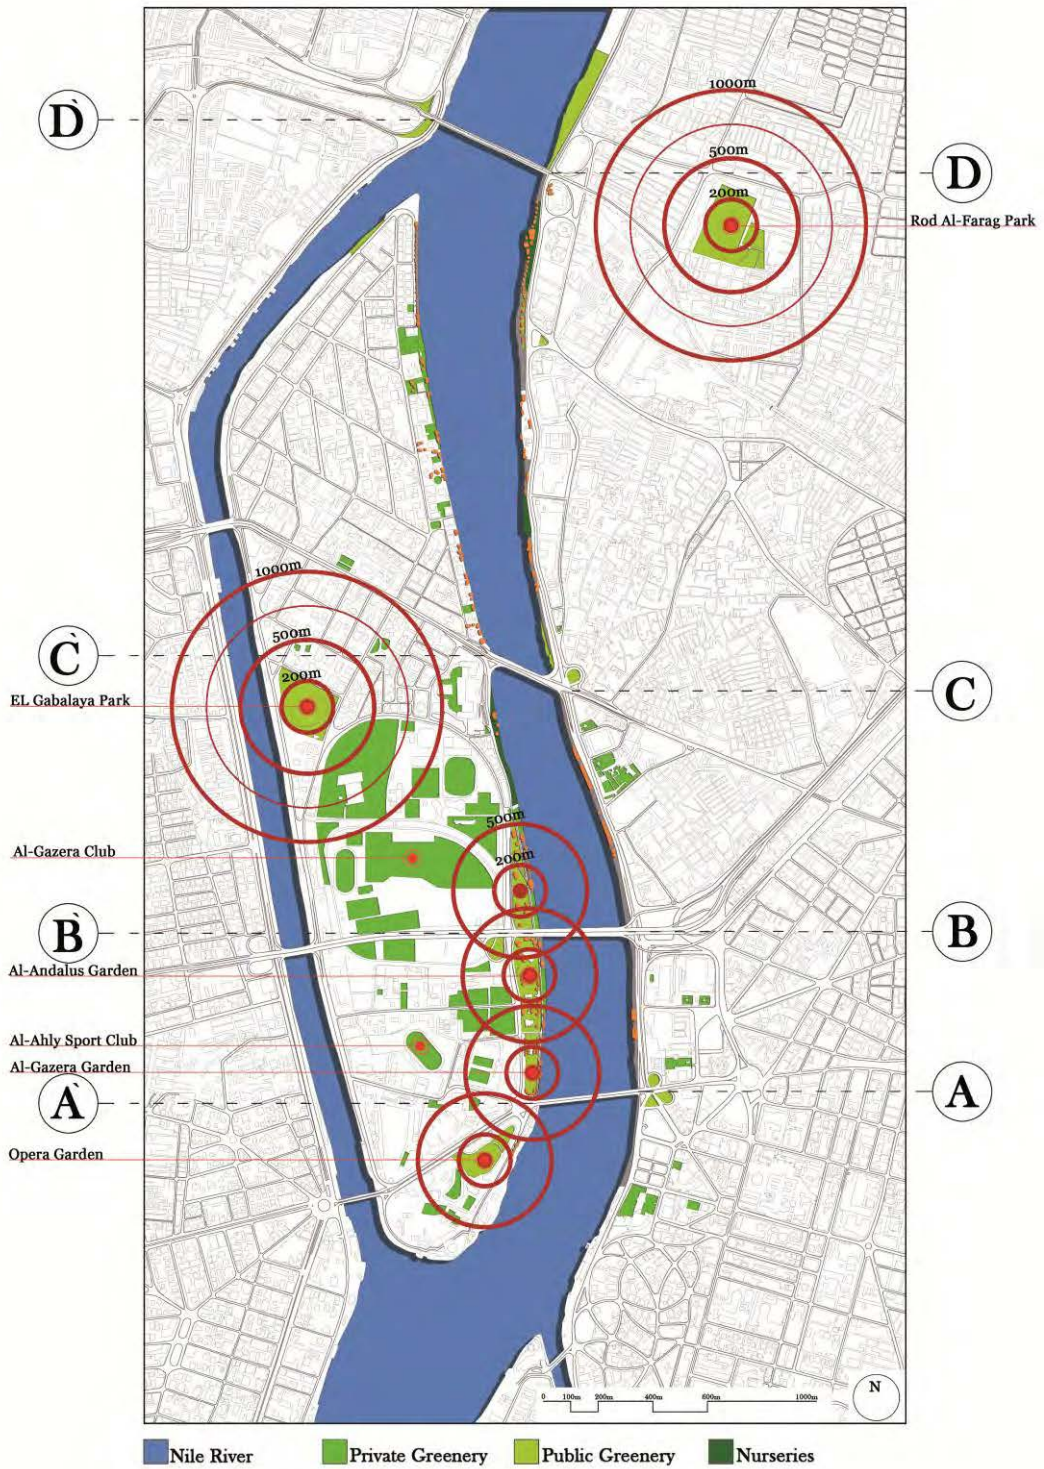 1000m
D̀
500m
D
200m
Rod Al-Farag Park
1000m
500m
C̀
200m
C
EL Gabalaya Park
500m
Al-Gazera Club
200m
B̀
B
Al-Andalus Garden
Al-Ahly Sport Club
Al-Gazera Garden
À
A
Opera Garden
N
0 100m 200m 400m 600m 1000m
Nile River Private Greenery Public Greenery Nurseries